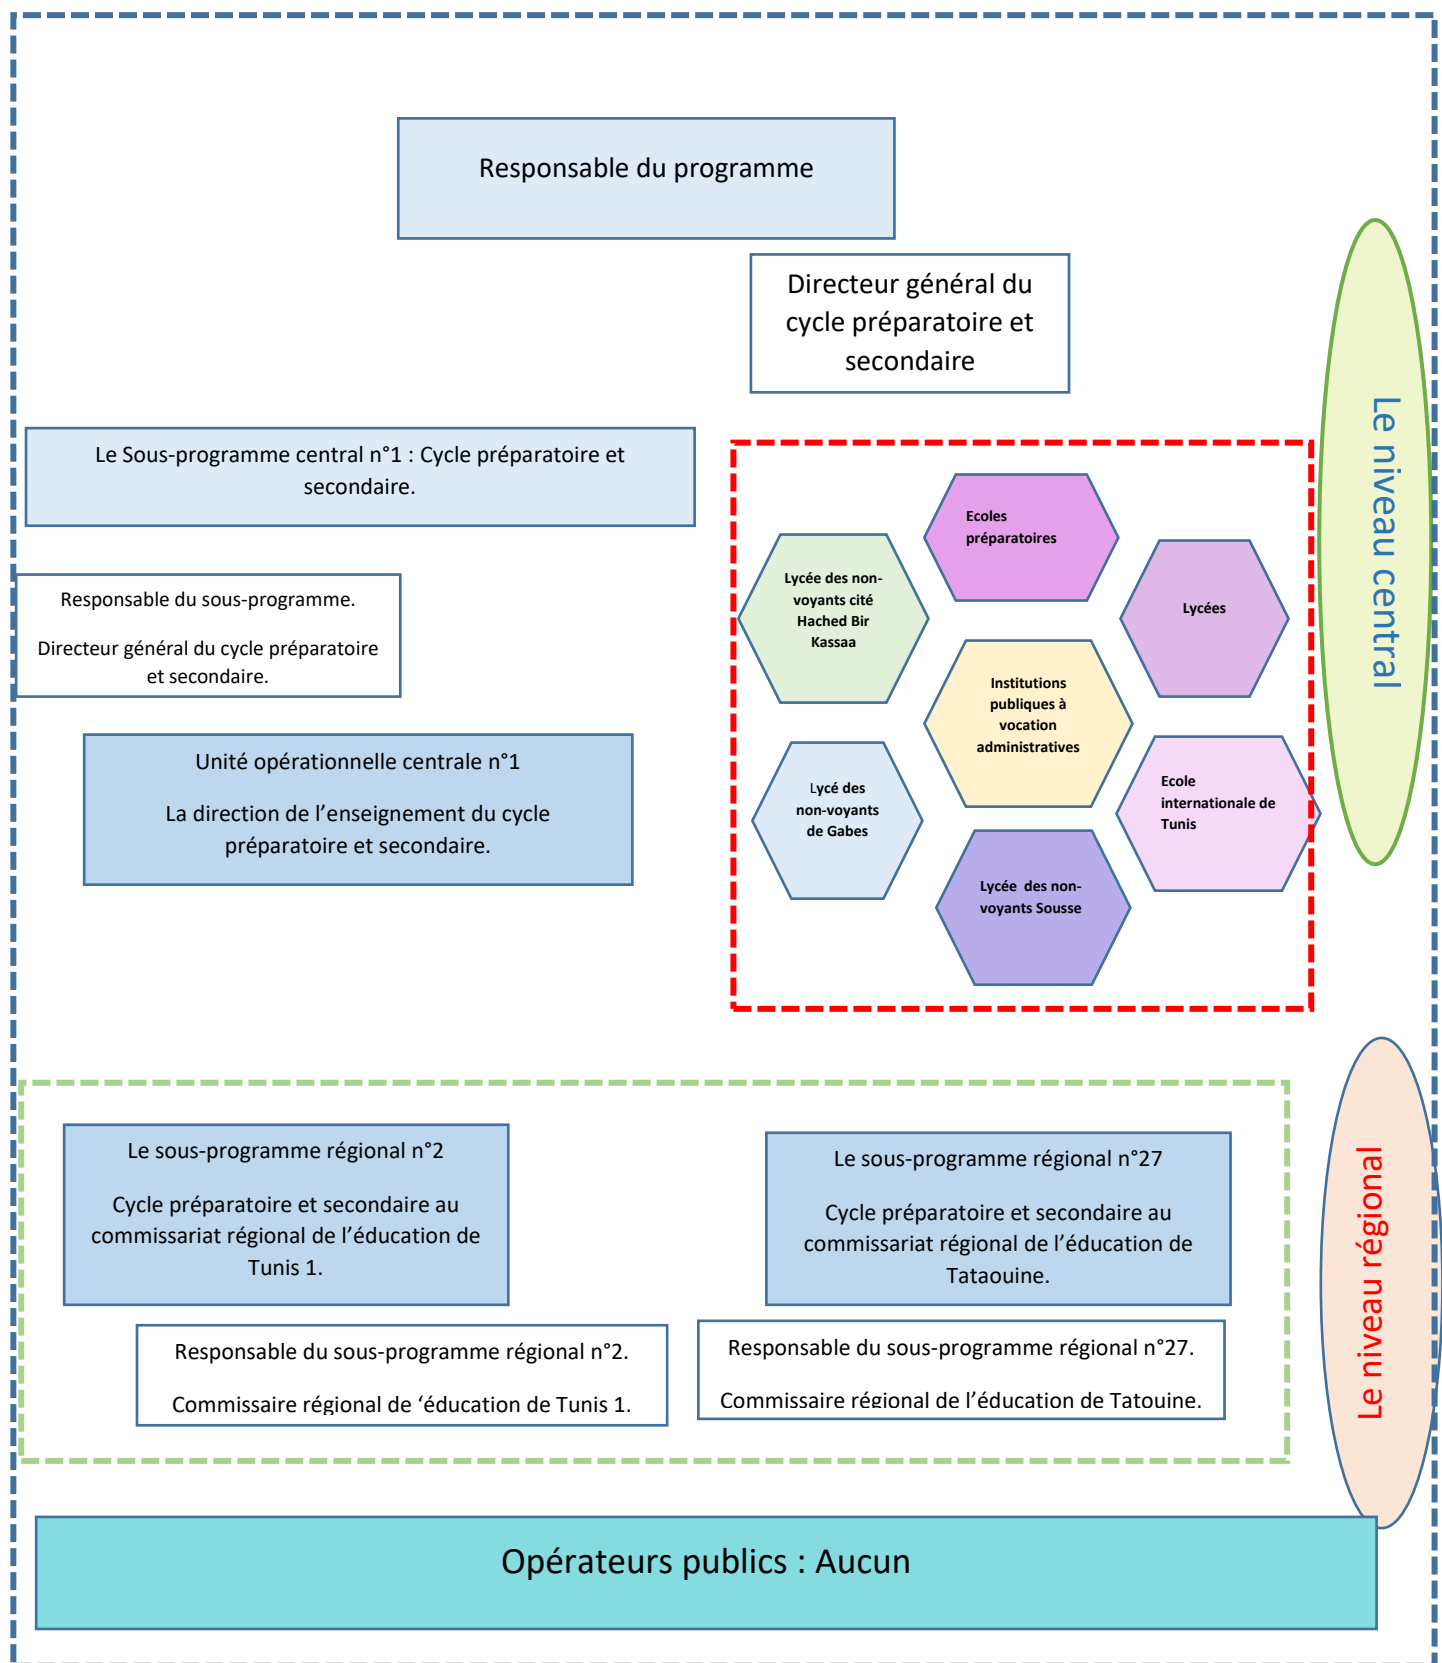 Responsable du programme
Directeur général du
cycle préparatoire et
secondaire
Le niveau central
Le Sous-programme central n°1 : Cycle préparatoire et
secondaire.
Responsable du sous-programme.
Directeur général du cycle préparatoire
et secondaire.
Unité opérationnelle centrale n°1
La direction de l’enseignement du cycle
préparatoire et secondaire.
Ecoles
préparatoires
Lycée des non-
voyants cité
Hached Bir
Kassaa
Lycées
Institutions
publiques à
vocation
administratives
Lycé des
non-voyants
de Gabes
Ecole
internationale de
Tunis
Lycée  des non-
voyants Sousse
Le niveau régional
Le sous-programme régional n°2
Cycle préparatoire et secondaire au
commissariat régional de l’éducation de
Tunis 1.
Le sous-programme régional n°27
Cycle préparatoire et secondaire au
commissariat régional de l’éducation de
Tataouine.
Responsable du sous-programme régional n°2.
Commissaire régional de ‘éducation de Tunis 1.
Responsable du sous-programme régional n°27.
Commissaire régional de l’éducation de Tatouine.
Opérateurs publics : Aucun